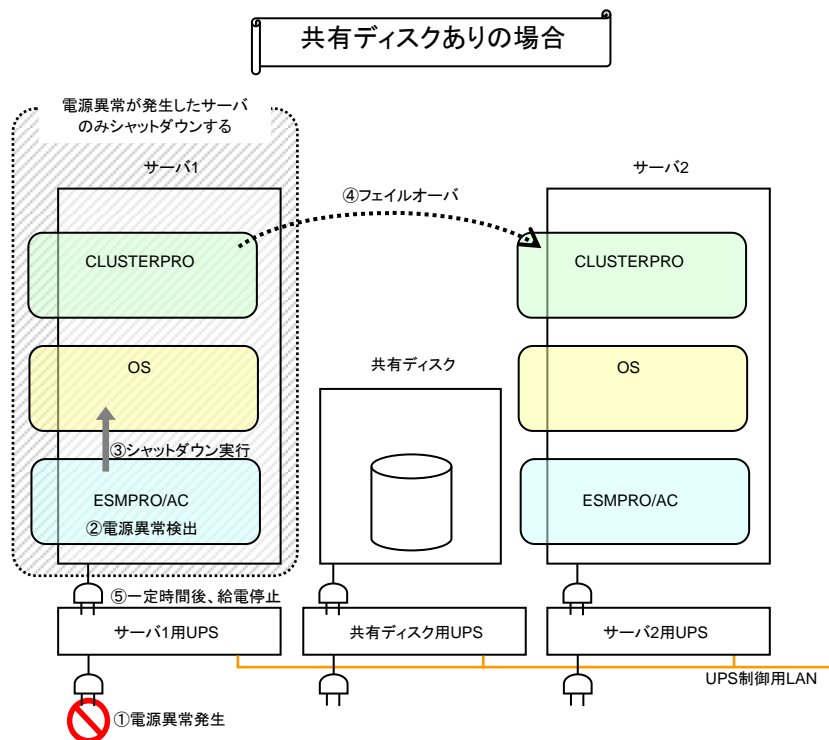 共有ディスクありの場合
電源異常が発生したサーバ
のみシャットダウンする
サーバ1
サーバ2
④フェイルオーバ
CLUSTERPRO
CLUSTERPRO
OS
共有ディスク
OS
③シャットダウン実行
ESMPRO/AC
②電源異常検出
ESMPRO/AC
⑤一定時間後、給電停止
サーバ1用UPS
共有ディスク用UPS
サーバ2用UPS
UPS制御用LAN
①電源異常発生